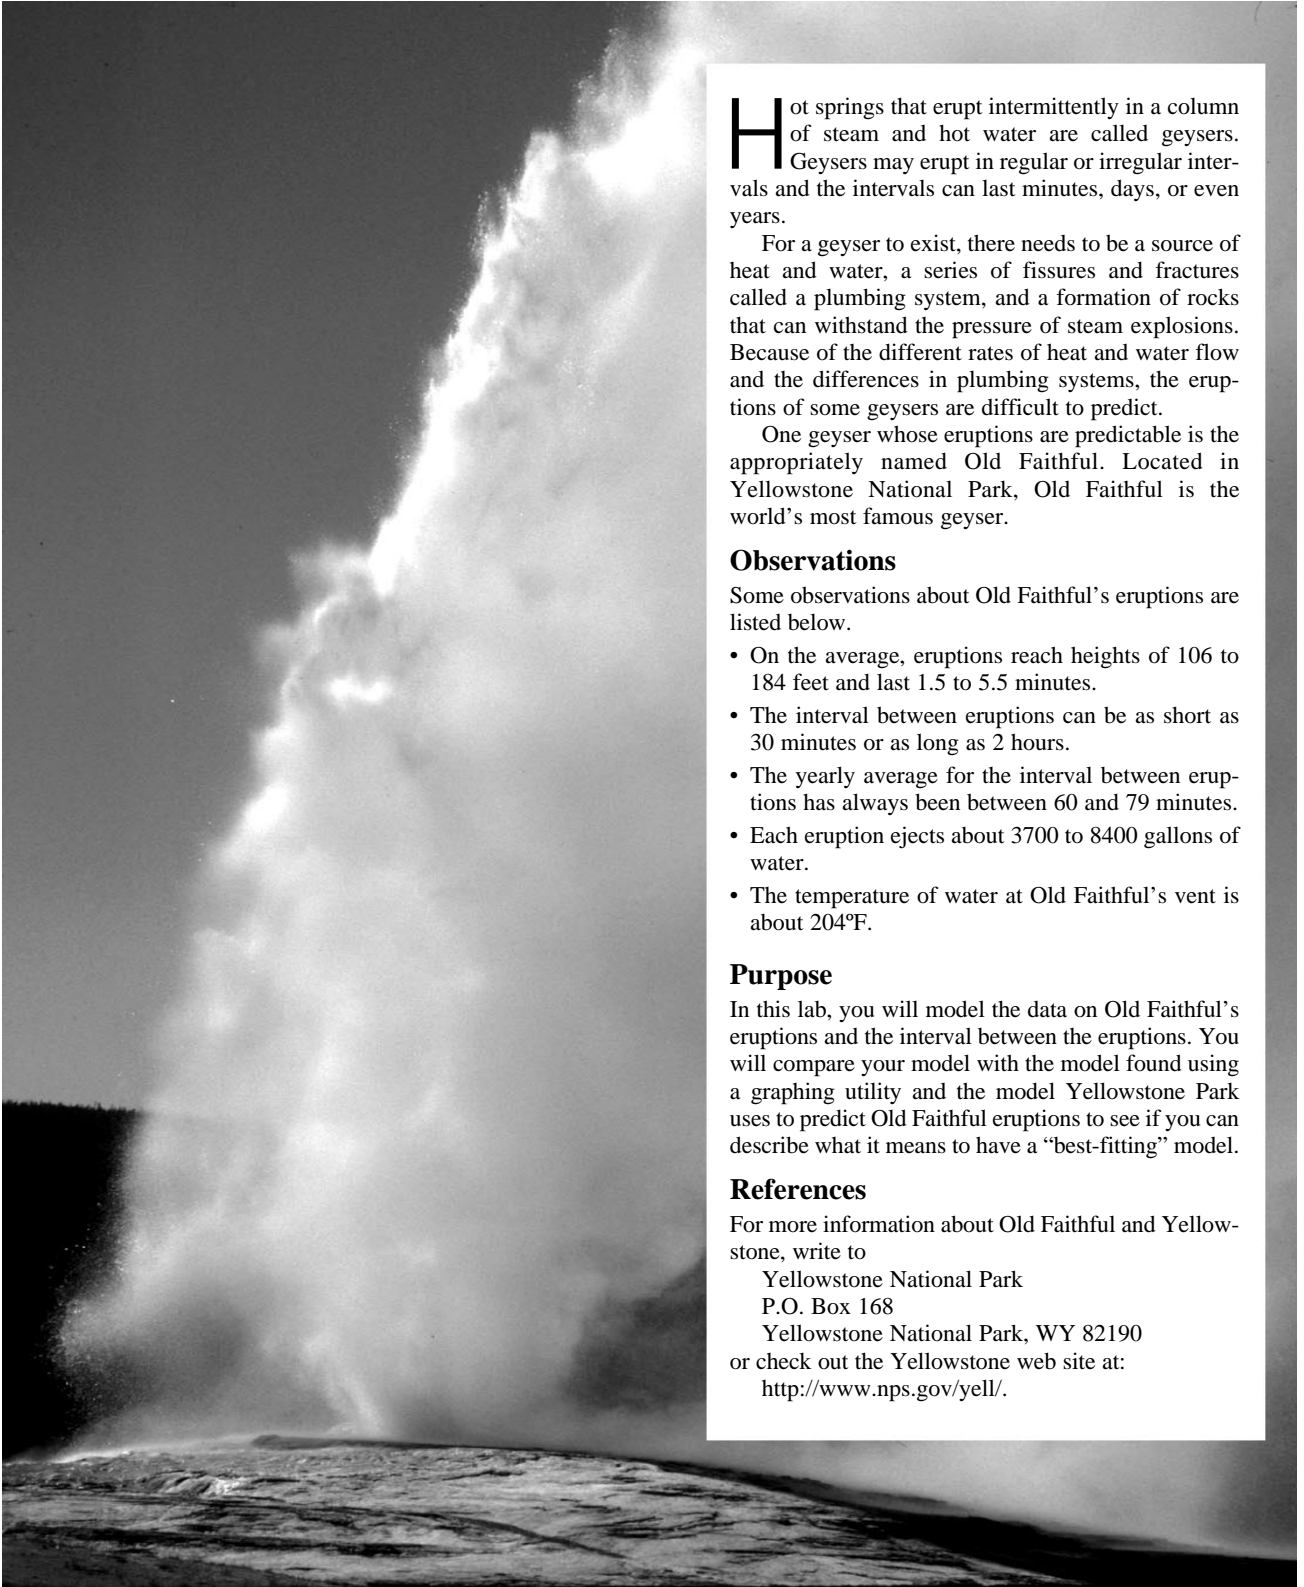 Hot springs that erupt intermittently in a column
of steam and hot water are called geysers.
Geysers may erupt in regular or irregular inter-
vals and the intervals can last minutes, days, or even
years.
For a geyser to exist, there needs to be a source of
heat and water, a series of fissures and fractures
called a plumbing system, and a formation of rocks
that can withstand the pressure of steam explosions.
Because of the different rates of heat and water flow
and the differences in plumbing systems, the erup-
tions of some geysers are difficult to predict.
One geyser whose eruptions are predictable is the
appropriately named Old Faithful. Located in
Yellowstone National Park, Old Faithful is the
world's most famous geyser.
Observations
Some observations about Old Faithful's eruptions are
listed below.
• On the average, eruptions reach heights of 106 to
184 feet and last 1.5 to 5.5 minutes.
• The interval between eruptions can be as short as
30 minutes or as long as 2 hours.
• The yearly average for the interval between erup-
tions has always been between 60 and 79 minutes.
• Each eruption ejects about 3700 to 8400 gallons of
water.
• The temperature of water at Old Faithful's vent is
about 204ºF.
Purpose
In this lab, you will model the data on Old Faithful's
eruptions and the interval between the eruptions. You
will compare your model with the model found using
a graphing utility and the model Yellowstone Park
uses to predict Old Faithful eruptions to see if you can
describe what it means to have a “best-fitting” model.
References
For more information about Old Faithful and Yellow-
stone, write to
Yellowstone National Park
P.O. Box 168
Yellowstone National Park, WY 82190
or check out the Yellowstone web site at:
http://www.nps.gov/yell/.